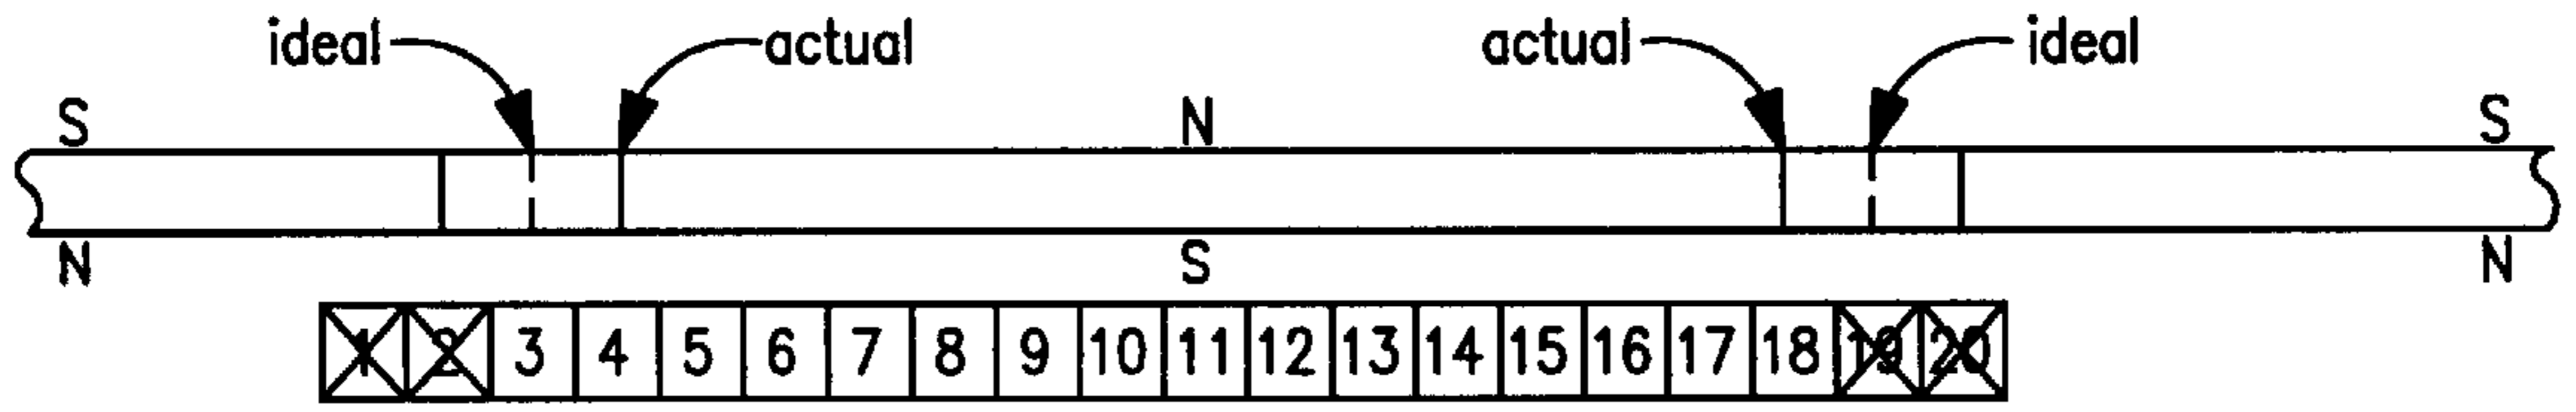 ideal actual actual ideal
S N S
N S N
1 2 3 4 5 6 7 8 9 10 11 12 13 14 15 16 17 18 19 20